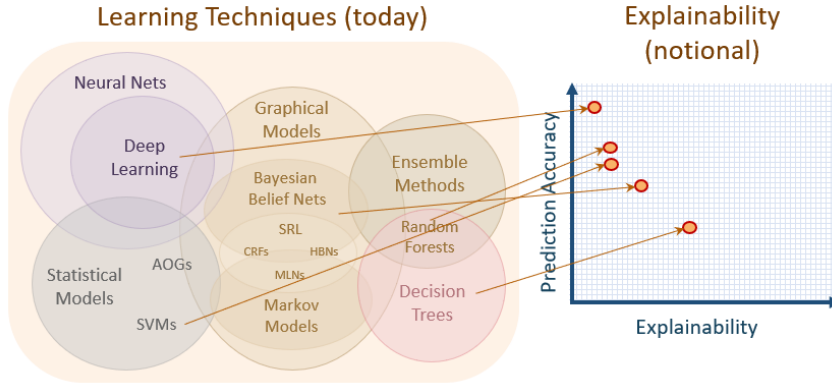 Learning Techniques (today)
Explainability
(notional)
Neural Nets
Graphical
Models
Deep
Learning
Ensemble
Methods
Bayesian
Belief Nets
SRL
Random
Forests
CRFs
HBNs
AOGs
MLNs
Statistical
Models
Decision
Trees
SVMs
Markov
Models
Prediction Accuracy
Explainability